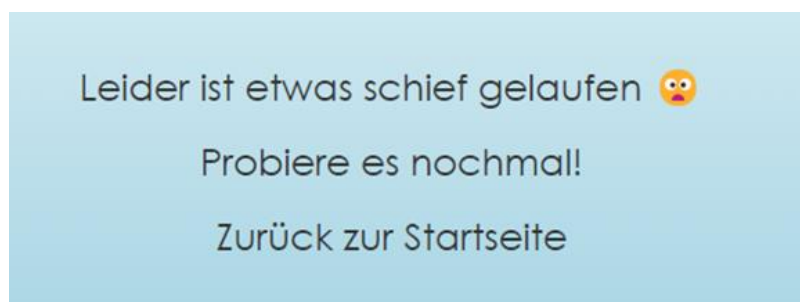 Leider ist etwas schief gelaufen 😧
Probiere es nochmal!
Zurück zur Startseite